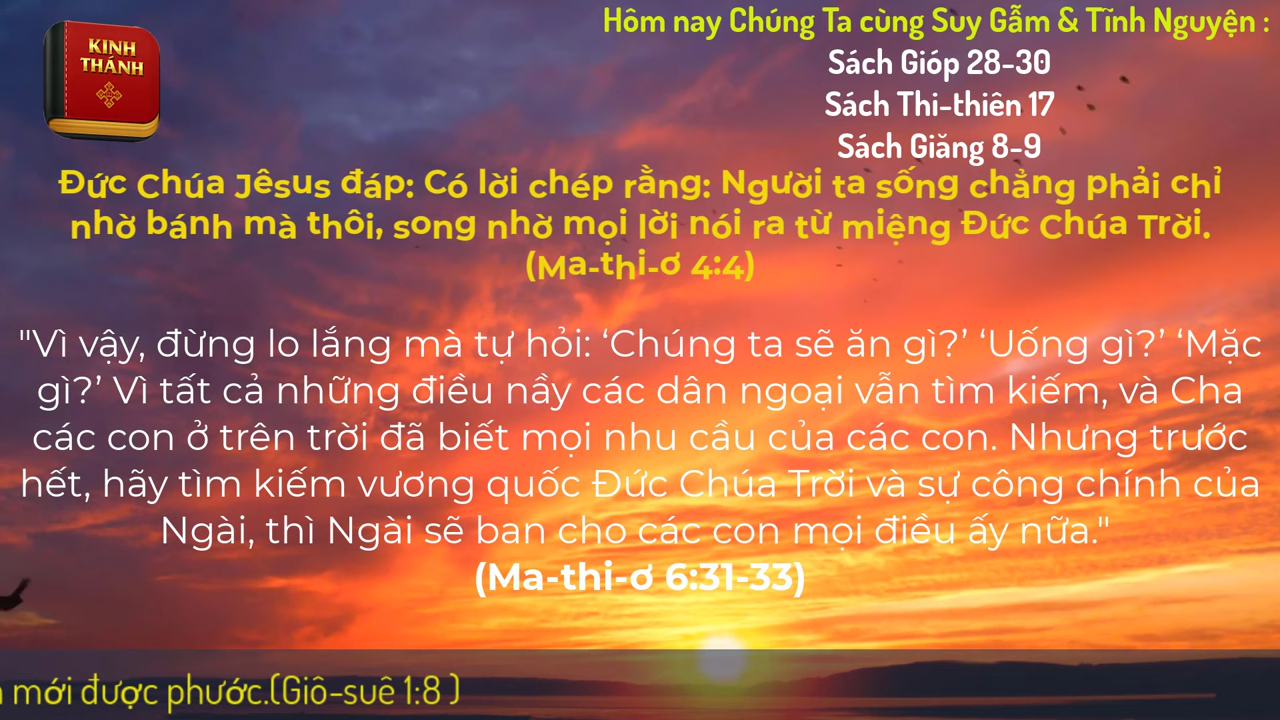 KINH
THÁNH
Hôm nay Chúng Ta cùng Suy Gẫm & Tĩnh Nguyện :
Sách Gióp 28-30
Sách Thi-thiên 17
Sách Giăng 8-9
Đức Chúa Jêsus đáp: Có lời chép rằng: Người ta sống chẳng phải chỉ
nhờ bánh mà thôi, song nhờ mọi lời nói ra từ miệng Đức Chúa Trời.
(Ma-thi-ơ 4:4)
"Vì vậy, đừng lo lắng mà tự hỏi: ‘Chúng ta sẽ ăn gì?’ ‘Uống gì?’ ‘Mặc
gì?’ Vì tất cả những điều nầy các dân ngoại vẫn tìm kiếm, và Cha
các con ở trên trời đã biết mọi nhu cầu của các con. Nhưng trước
hết, hãy tìm kiếm vương quốc Đức Chúa Trời và sự công chính của
Ngài, thì Ngài sẽ ban cho các con mọi điều ấy nữa."
(Ma-thi-ơ 6:31-33)
mới được phước.(Giô-suê 1:8 )